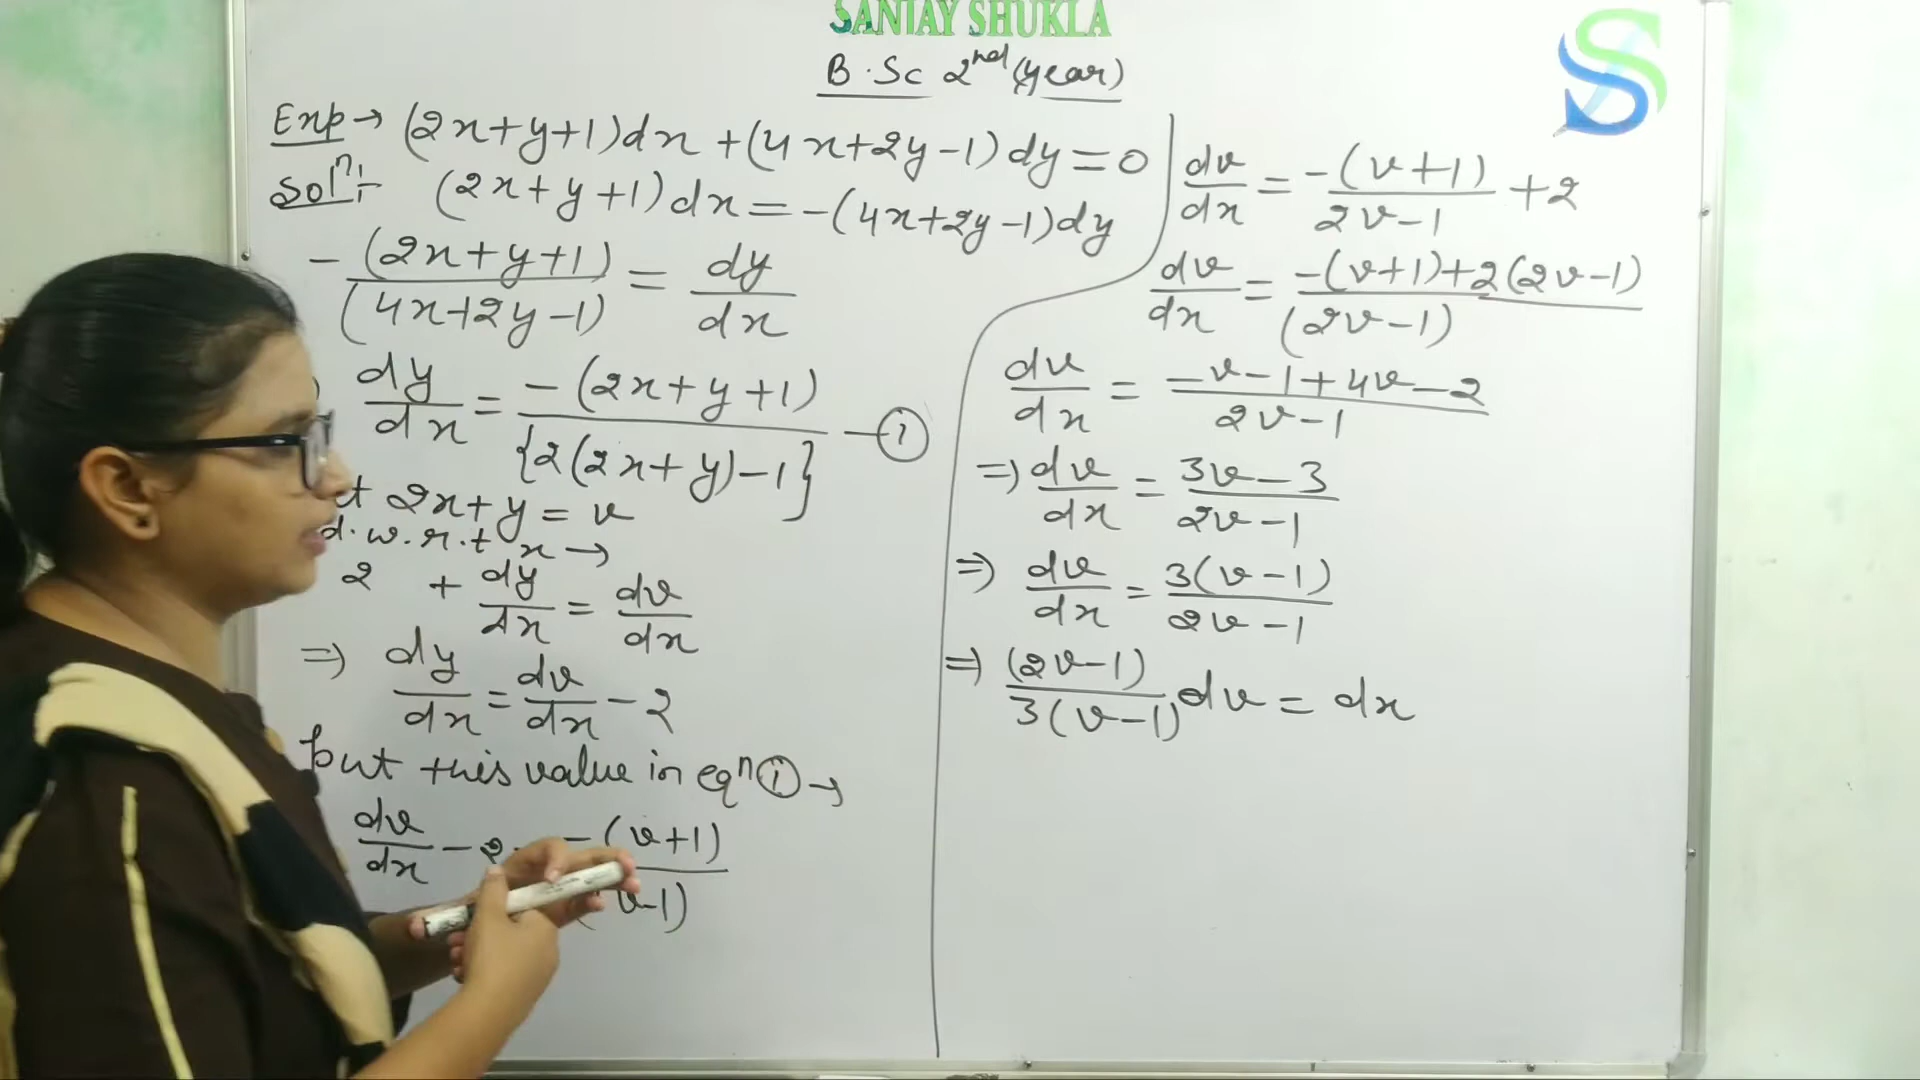 SANJAY SHUKLA
B.Sc 2nd (year)
Exp → (2x+y+1)dx + (4x+2y-1)dy = 0
Solⁿ:- (2x+y+1)dx = -(4x+2y-1)dy
-(2x+y+1)/(4x+2y-1) = dy/dx
dy/dx = -(2x+y+1)/{2(2x+y)-1} — ①
2x+y = v
d.w.r.t x →
2 + dy/dx = dv/dx
⇒ dy/dx = dv/dx - 2
put this value in eqⁿ ① →
dv/dx - 2 -(v+1)/v-1)
dv/dx = -(v+1)/2v-1 + 2
dv/dx = -(v+1)+2(2v-1)/(2v-1)
dv/dx = -v-1+4v-2/2v-1
⇒ dv/dx = 3v-3/2v-1
⇒ dv/dx = 3(v-1)/2v-1
⇒ (2v-1)/3(v-1) dv = dx